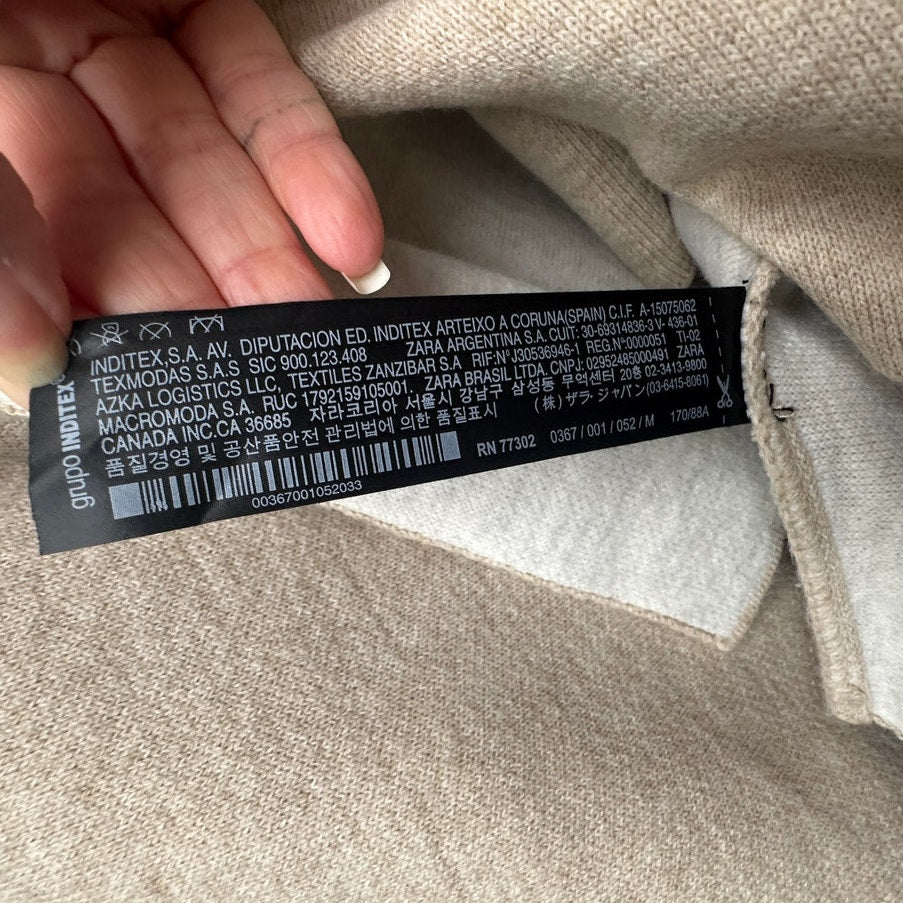 grupo INDITEX
INDITEX,S.A. AV. DIPUTACION ED. INDITEX ARTEIXO A CORUNA(SPAIN) C.I.F. A-15075062
TEXMODAS S.A.S SIC 900.123.408 ZARA ARGENTINA S.A. CUIT: 30-69314836-3 V- 436-01
AZKA LOGISTICS LLC, TEXTILES ZANZIBAR S.A RIF:Nº J30536946-1 REG.Nº0000051 TI-02
MACROMODA S.A. RUC 1792159105001 ZARA BRASIL LTDA. CNPJ: 02952485000491 ZARA
CANADA INC.CA 36685 자라코리아 서울시 강남구 삼성동 무역센터 20층 02-3413-9800
품질경영 및 공산품안전 관리법에 의한 품질표시 (株) ザラ・ジャパン(03-6415-8061)
RN 77302 0367 / 001 / 052 / M 170/88A
00367001052033